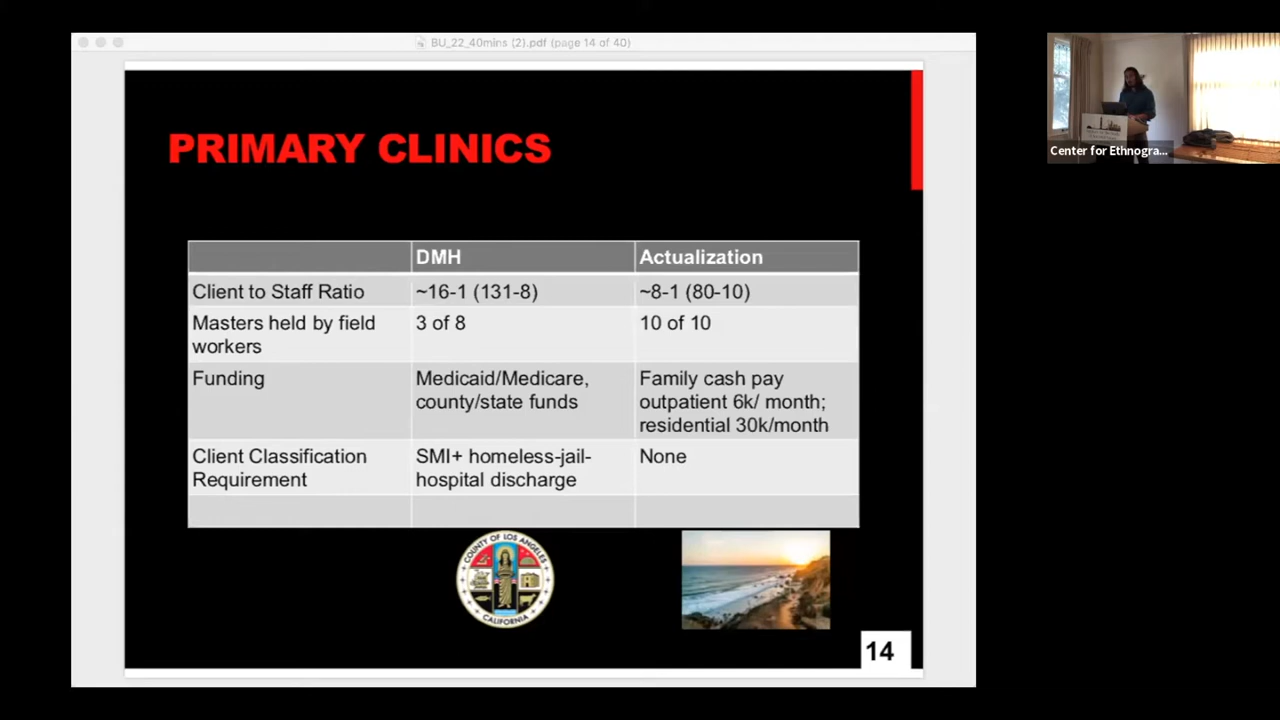 BU_22_40mins (2).pdf (page 14 of 40)
PRIMARY CLINICS
DMH
Actualization
Client to Staff Ratio
~16-1 (131-8)
~8-1 (80-10)
Masters held by field
workers
3 of 8
10 of 10
Funding
Medicaid/Medicare,
county/state funds
Family cash pay
outpatient 6k/ month;
residential 30k/month
Client Classification
Requirement
SMI+ homeless-jail-
hospital discharge
None
COUNTY OF LOS ANGELES
CALIFORNIA
14
Center for Ethnogra...